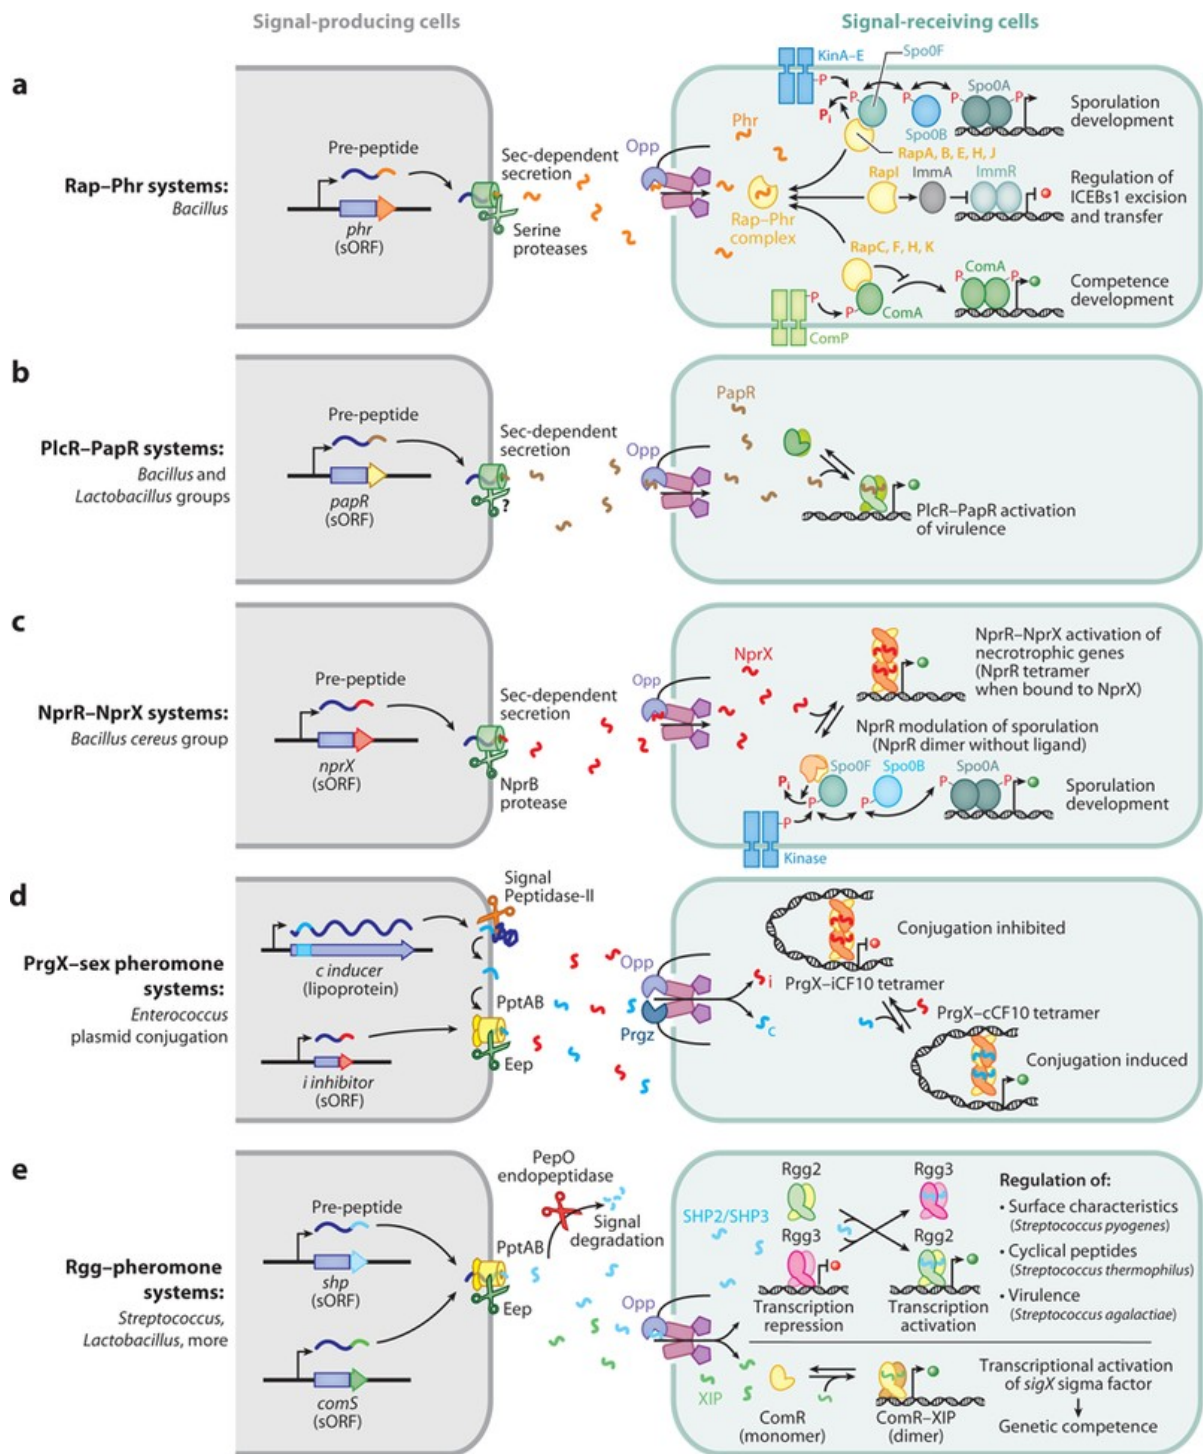 Signal-producing cells
Signal-receiving cells
a
Rap–Phr systems:
Bacillus
Pre-peptide
phr
(sORF)
Sec-dependent
secretion
Serine
proteases
Opp
Phr
Rap–Phr
complex
KinA–E
P
Spo0F
P
Pi
P
Spo0B
P
Spo0A
P
RapA, B, E, H, J
Sporulation
development
RapI
ImmA
ImmR
Regulation of
ICEBs1 excision
and transfer
RapC, F, H, K
P
P
ComA
ComP
P
ComA
P
Competence
development
b
PlcR–PapR systems:
Bacillus and
Lactobacillus groups
Pre-peptide
papR
(sORF)
Sec-dependent
secretion
?
Opp
PapR
PlcR–PapR activation
of virulence
c
NprR–NprX systems:
Bacillus cereus group
Pre-peptide
nprX
(sORF)
Sec-dependent
secretion
NprB
protease
Opp
NprX
NprR–NprX activation of
necrotrophic genes
(NprR tetramer
when bound to NprX)
NprR modulation of sporulation
(NprR dimer without ligand)
Pi
Spo0F
Spo0B
Spo0A
P
P
P
P
P
Kinase
Sporulation
development
d
PrgX–sex pheromone
systems:
Enterococcus
plasmid conjugation
c inducer
(lipoprotein)
i inhibitor
(sORF)
Signal
Peptidase-II
PptAB
Eep
Opp
Prgz
i
c
Conjugation inhibited
PrgX–iCF10 tetramer
PrgX–cCF10 tetramer
Conjugation induced
e
Rgg–pheromone
systems:
Streptococcus,
Lactobacillus, more
Pre-peptide
shp
(sORF)
comS
(sORF)
PepO
endopeptidase
Signal
degradation
PptAB
Eep
Opp
SHP2/SHP3
XIP
Rgg2
Rgg3
Rgg3
Rgg2
Transcription
repression
Transcription
activation
Regulation of:
• Surface characteristics
(Streptococcus pyogenes)
• Cyclical peptides
(Streptococcus thermophilus)
• Virulence
(Streptococcus agalactiae)
ComR
(monomer)
ComR–XIP
(dimer)
Transcriptional activation
of sigX sigma factor
Genetic competence